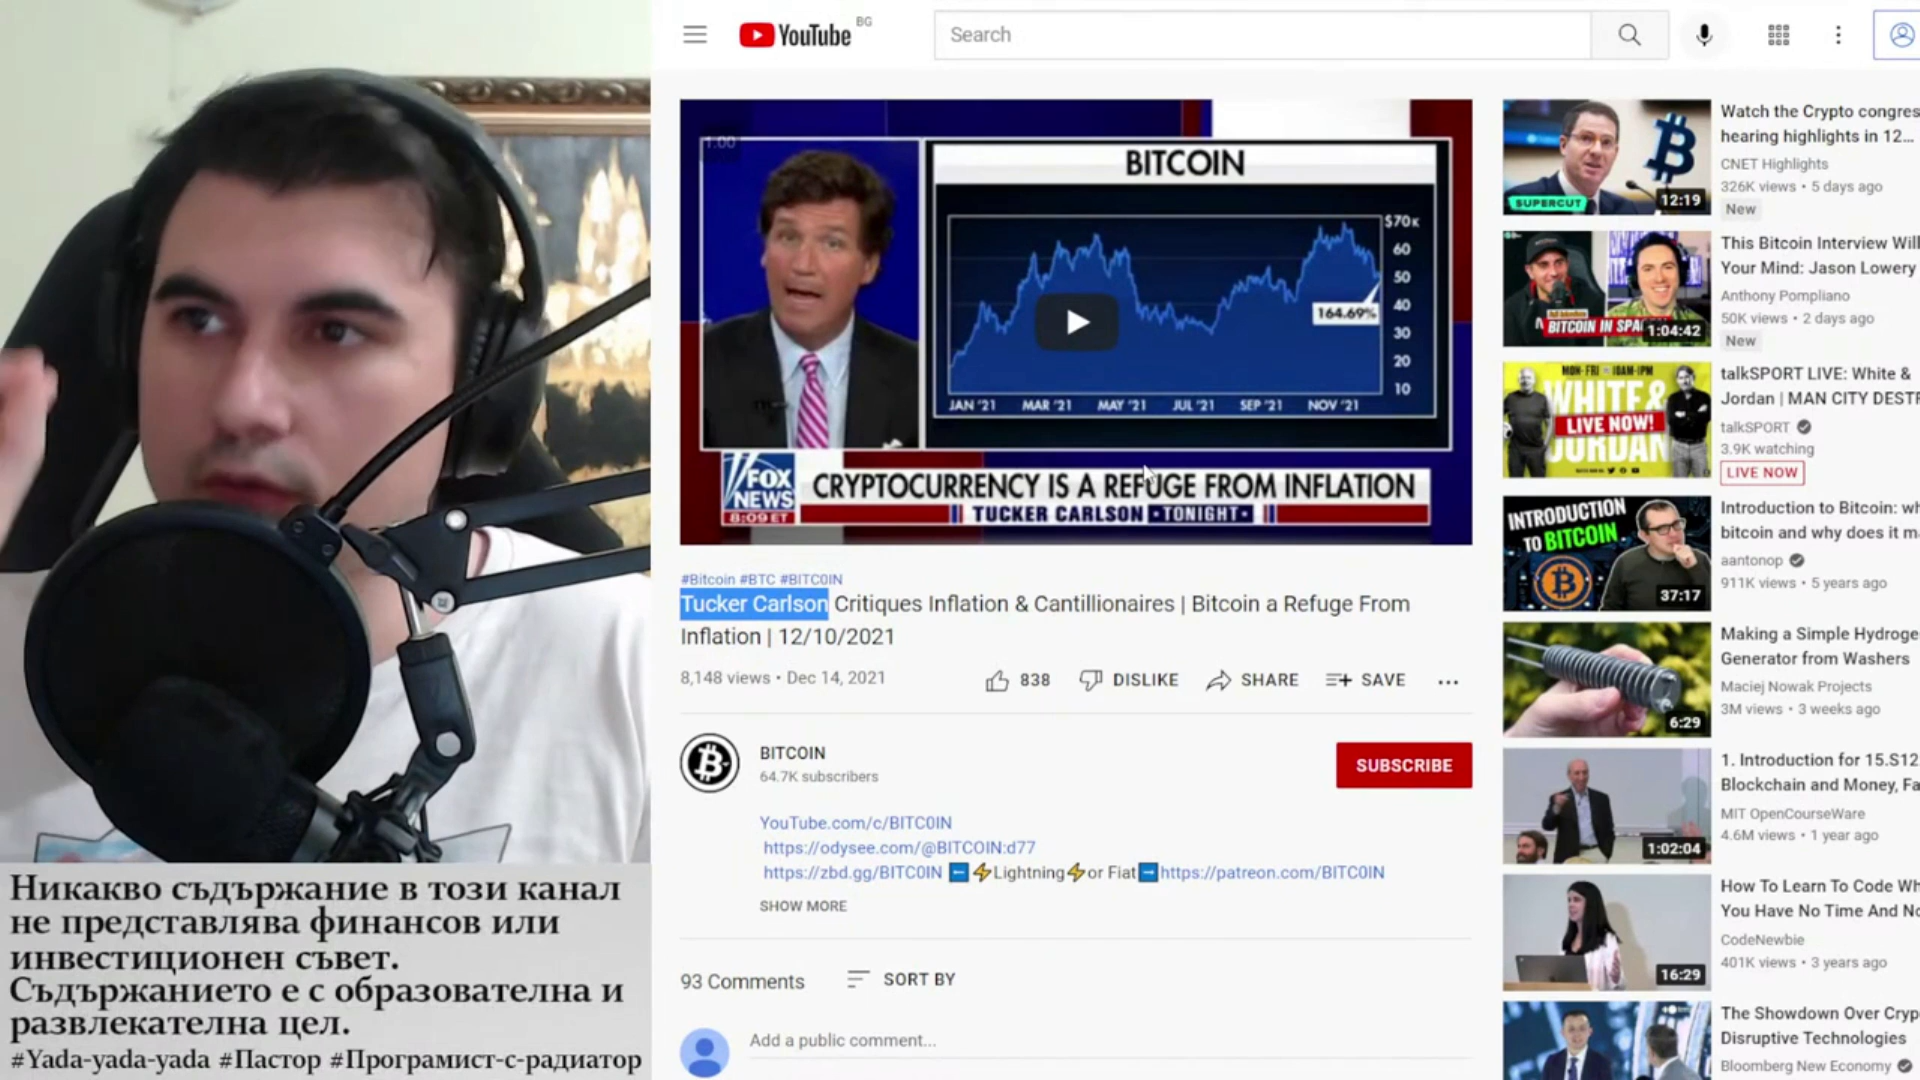 YouTube BG
Search
1.00
BITCOIN
$70K
60
50
40
30
20
10
164.69%
JAN '21 MAR '21 MAY '21 JUL '21 SEP '21 NOV '21
FOX
NEWS
8:09 ET
CRYPTOCURRENCY IS A REFUGE FROM INFLATION
TUCKER CARLSON TONIGHT
#Bitcoin #BTC #BITC0IN
Tucker Carlson Critiques Inflation & Cantillionaires | Bitcoin a Refuge From
Inflation | 12/10/2021
8,148 views • Dec 14, 2021
838 DISLIKE SHARE SAVE ...
BITCOIN
64.7K subscribers
SUBSCRIBE
YouTube.com/c/BITC0IN
https://odysee.com/@BITCOIN:d77
https://zbd.gg/BITC0IN ⬅⚡Lightning⚡or Fiat➡https://patreon.com/BITC0IN
SHOW MORE
93 Comments SORT BY
Add a public comment...
SUPERCUT
12:19
Watch the Crypto congres
hearing highlights in 12...
CNET Highlights
326K views • 5 days ago
New
BITCOIN IN SPA
1:04:42
This Bitcoin Interview Will
Your Mind: Jason Lowery
Anthony Pompliano
50K views • 2 days ago
New
MON-FRI 10AM-1PM
WHITE &
LIVE NOW!
JORDAN
talkSPORT LIVE: White &
Jordan | MAN CITY DESTR
talkSPORT
3.9K watching
LIVE NOW
INTRODUCTION
TO BITCOIN
37:17
Introduction to Bitcoin: wh
bitcoin and why does it m
aantonop
911K views • 5 years ago
6:29
Making a Simple Hydroge
Generator from Washers
Maciej Nowak Projects
3M views • 3 weeks ago
1:02:04
1. Introduction for 15.S12
Blockchain and Money, Fa
MIT OpenCourseWare
4.6M views • 1 year ago
16:29
How To Learn To Code Wh
You Have No Time And No
CodeNewbie
401K views • 3 years ago
The Showdown Over Cryp
Disruptive Technologies
Bloomberg New Economy
Никакво съдържание в този канал
не представлява финансов или
инвестиционен съвет.
Съдържанието е с образователна и
развлекателна цел.
#Yada-yada-yada #Пастор #Програмист-с-радиатор